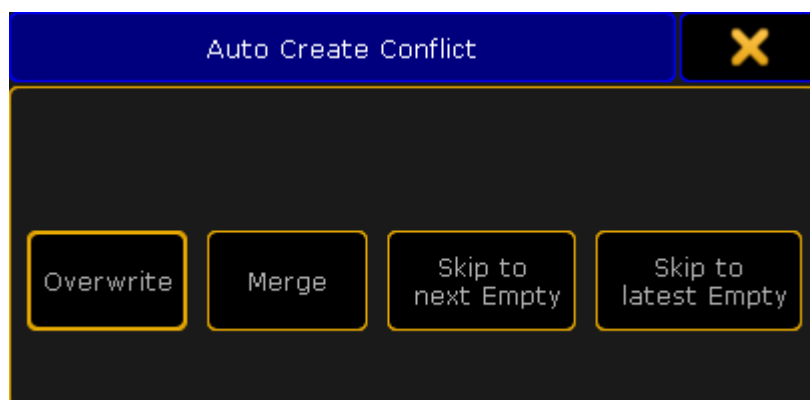 Auto Create Conflict
Overwrite
Merge
Skip to
next Empty
Skip to
latest Empty